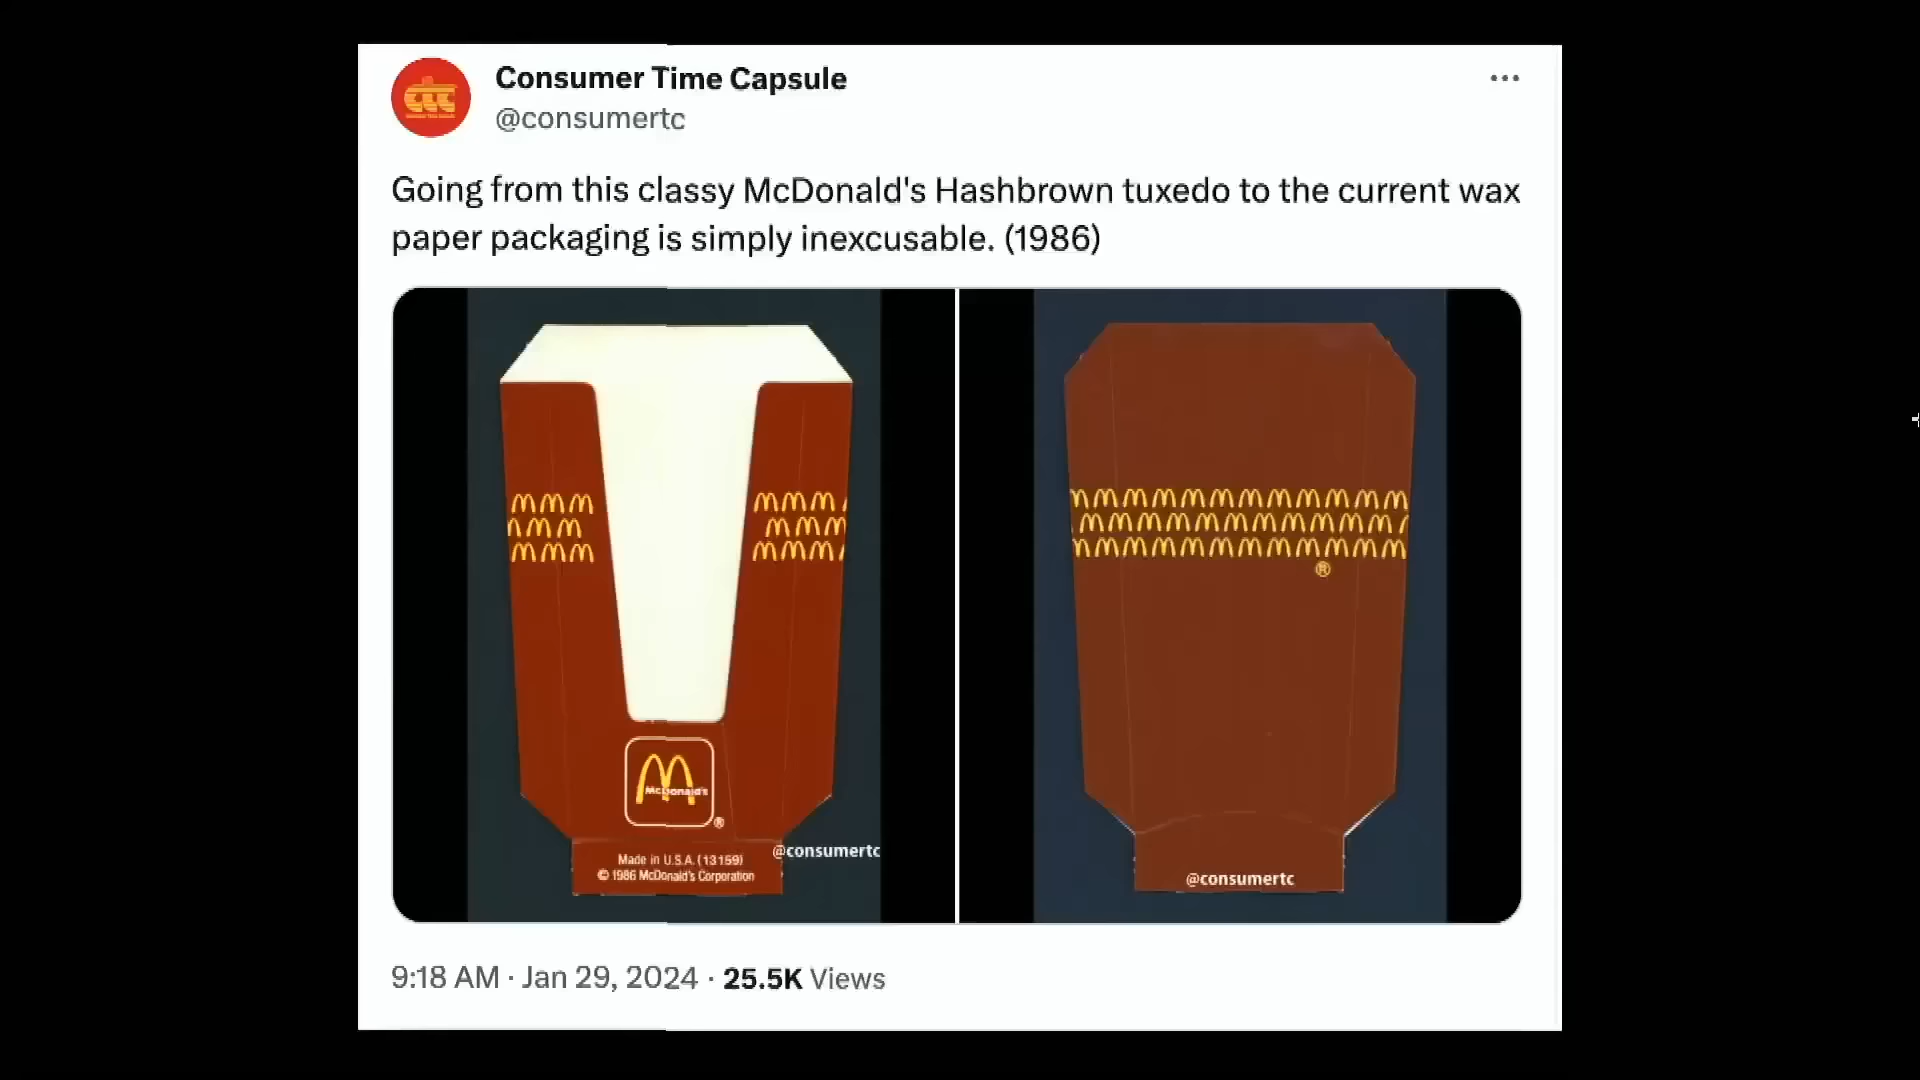 Consumer Time Capsule
@consumertc
Going from this classy McDonald's Hashbrown tuxedo to the current wax
paper packaging is simply inexcusable. (1986)
McDonald's
®
Made in U.S.A. (13159)
© 1986 McDonald's Corporation
@consumertc
®
@consumertc
9:18 AM · Jan 29, 2024 · 25.5K Views